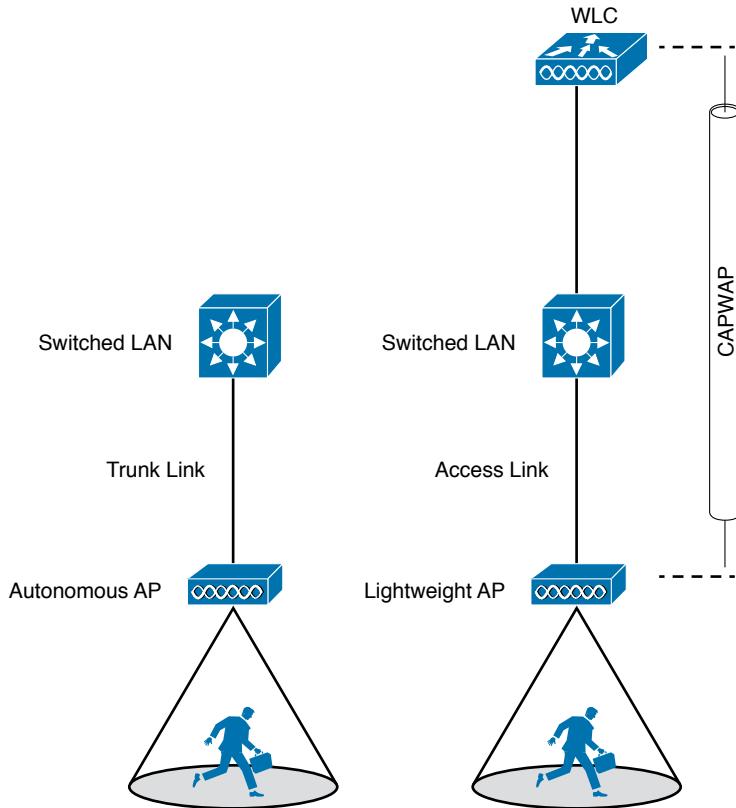 WLC
Switched LAN
Switched LAN
CAPWAP
Trunk Link
Access Link
Autonomous AP
Lightweight AP